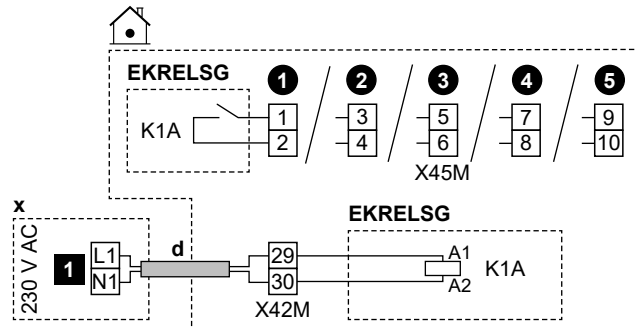 EKRELSG 1 2 3 4 5
K1A 1 3 5 7 9
2 4 6 8 10
X45M
x EKRELSG
230 V AC 1 L1 d 29 A1 K1A
N1 30 A2
X42M